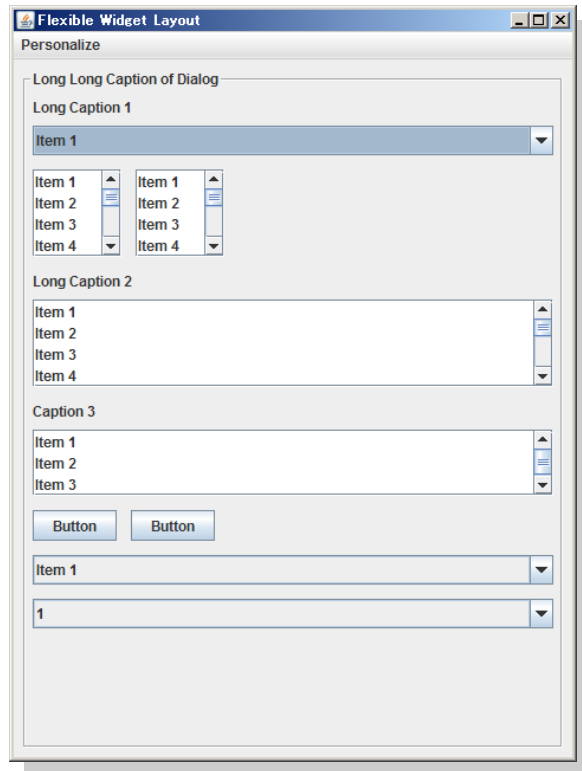 Flexible Widget Layout
Personalize
Long Long Caption of Dialog
Long Caption 1
Item 1
Item 1 Item 1
Item 2 Item 2
Item 3 Item 3
Item 4 Item 4
Long Caption 2
Item 1
Item 2
Item 3
Item 4
Caption 3
Item 1
Item 2
Item 3
Button Button
Item 1
1